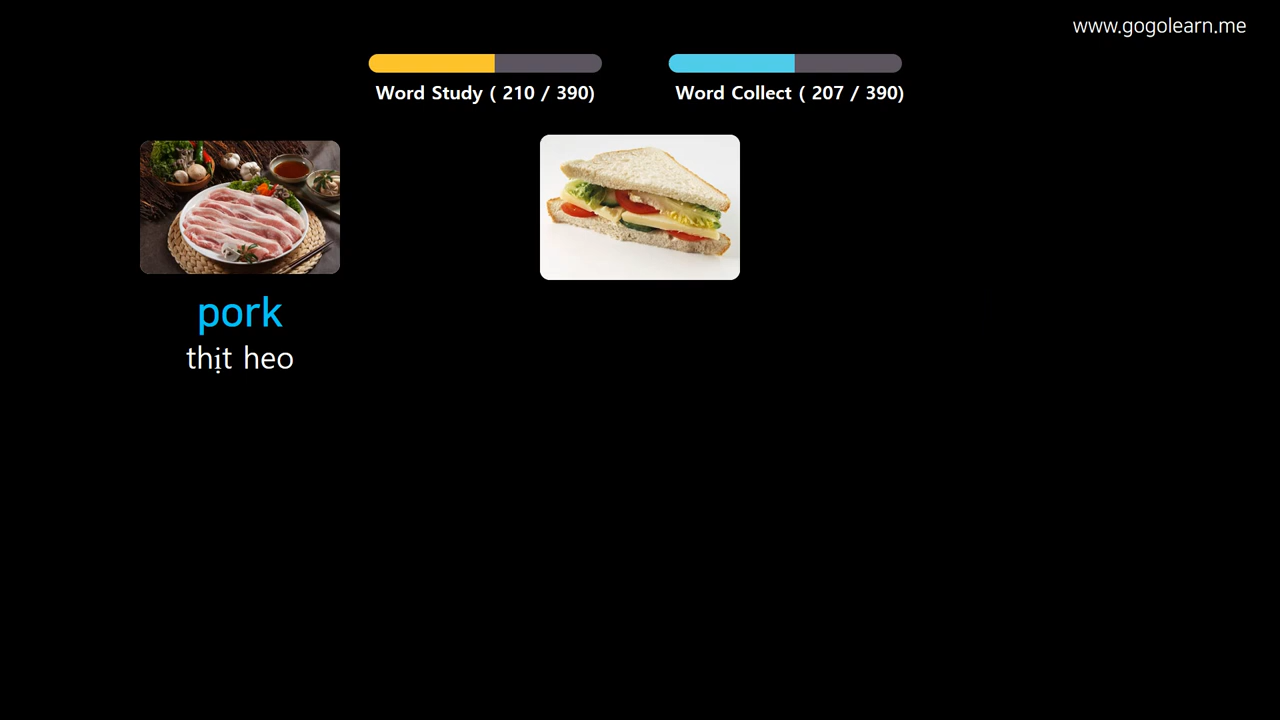 www.gogolearn.me
Word Study ( 210 / 390)
Word Collect ( 207 / 390)
pork
thịt heo